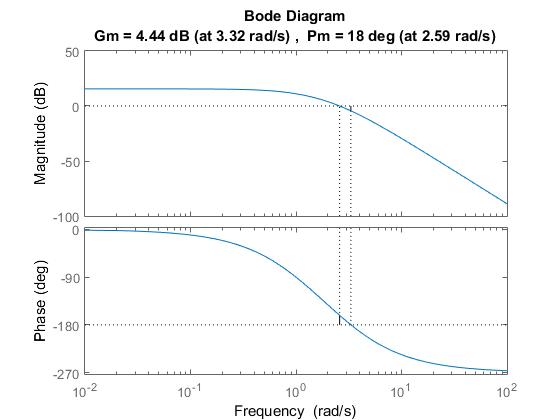 Bode Diagram
Gm = 4.44 dB (at 3.32 rad/s) ,  Pm = 18 deg (at 2.59 rad/s)
Magnitude (dB)
50
0
-50
-100
Phase (deg)
0
-90
-180
-270
10^-2 10^-1 10^0 10^1 10^2
Frequency  (rad/s)